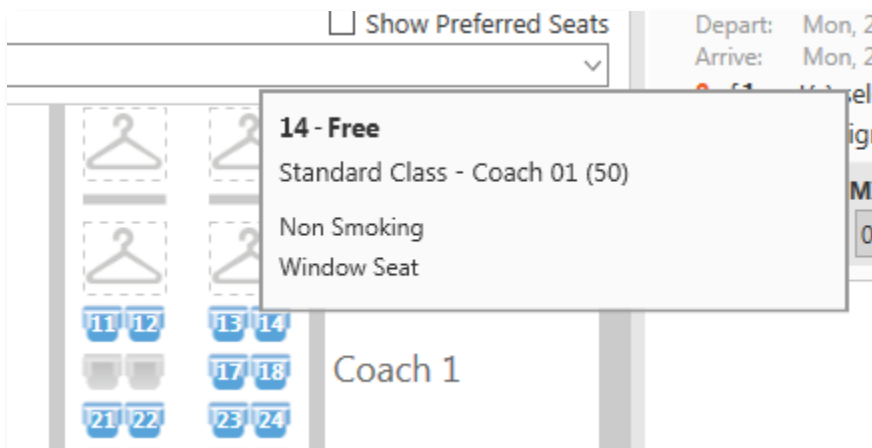 Show Preferred Seats
Depart: Mon, 2
Arrive: Mon, 2
14 - Free
Standard Class - Coach 01 (50)
Non Smoking
Window Seat
M
0
11 12 13 14
17 18 Coach 1
21 22 23 24